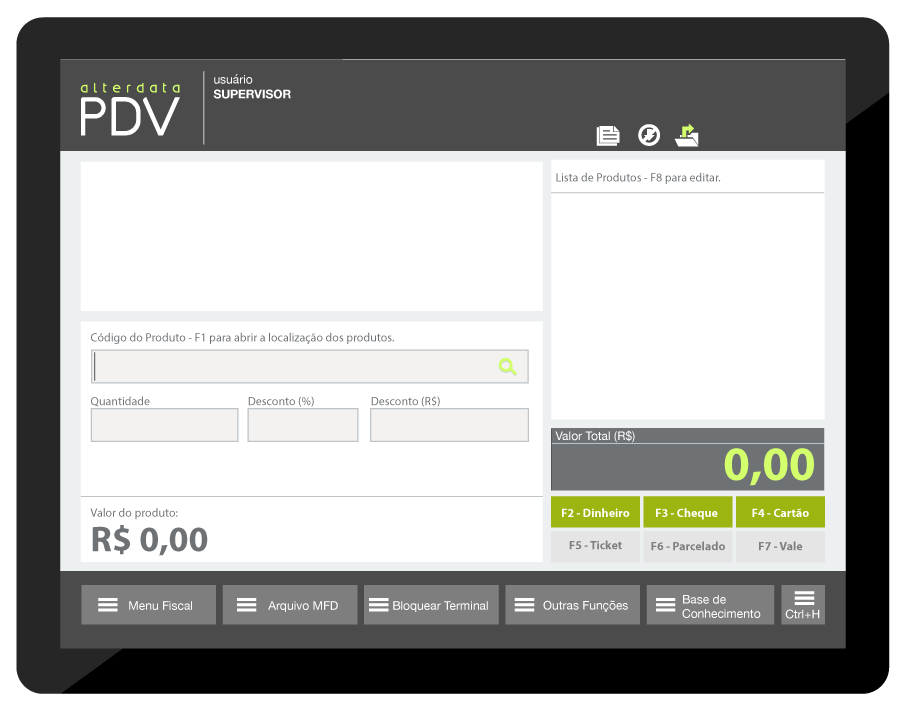 alterdata
PDV
usuário
SUPERVISOR
Lista de Produtos - F8 para editar.
Código do Produto - F1 para abrir a localização dos produtos.
Quantidade
Desconto (%)
Desconto (R$)
Valor Total (R$)
0,00
Valor do produto:
R$ 0,00
F2 - Dinheiro
F3 - Cheque
F4 - Cartão
F5 - Ticket
F6 - Parcelado
F7 - Vale
Menu Fiscal
Arquivo MFD
Bloquear Terminal
Outras Funções
Base de
Conhecimento
Ctrl+H